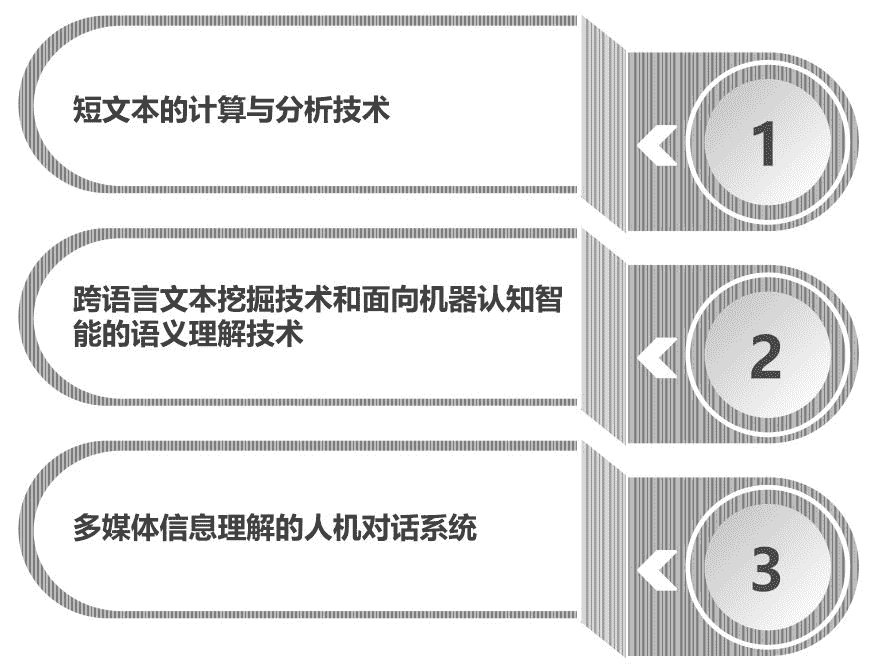 短文本的计算与分析技术
1
跨语言文本挖掘技术和面向机器认知智
能的语义理解技术
2
多媒体信息理解的人机对话系统
3